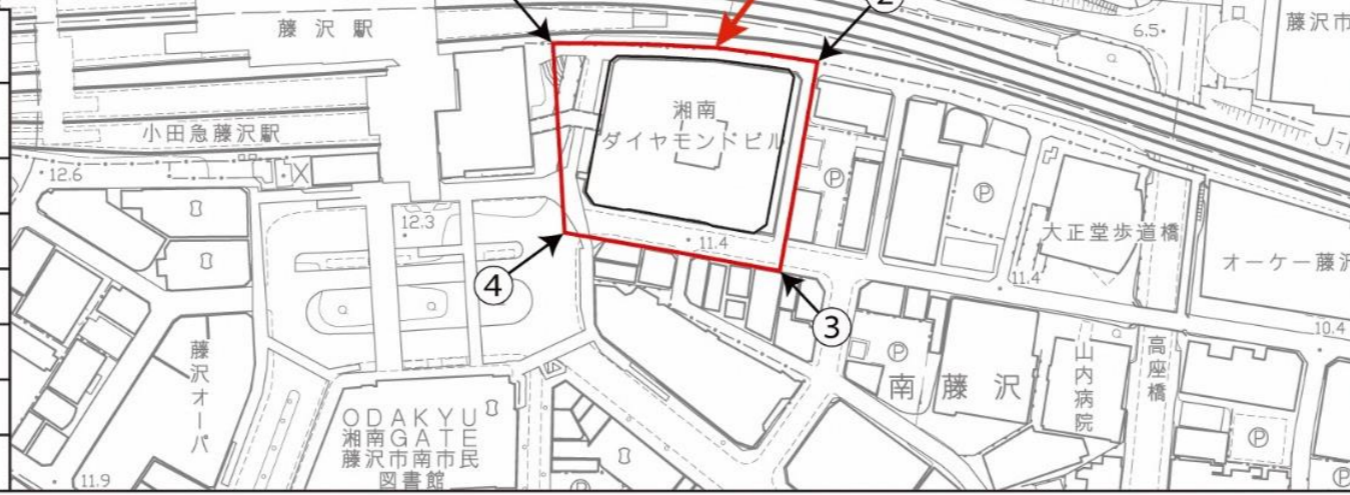 藤沢駅
6.5
藤沢市
湘南
ダイヤモンドビル
小田急藤沢駅
12.6
12.3
11.4
大正堂歩道橋
オーケー藤沢
11.4
10.4
④
③
藤沢オーパ
南藤沢
山内病院
高座橋
ODAKYU
湘南GATE
藤沢市南市民
図書館
11.9
Ⓟ
Ⓟ
Ⓟ
Ⓟ